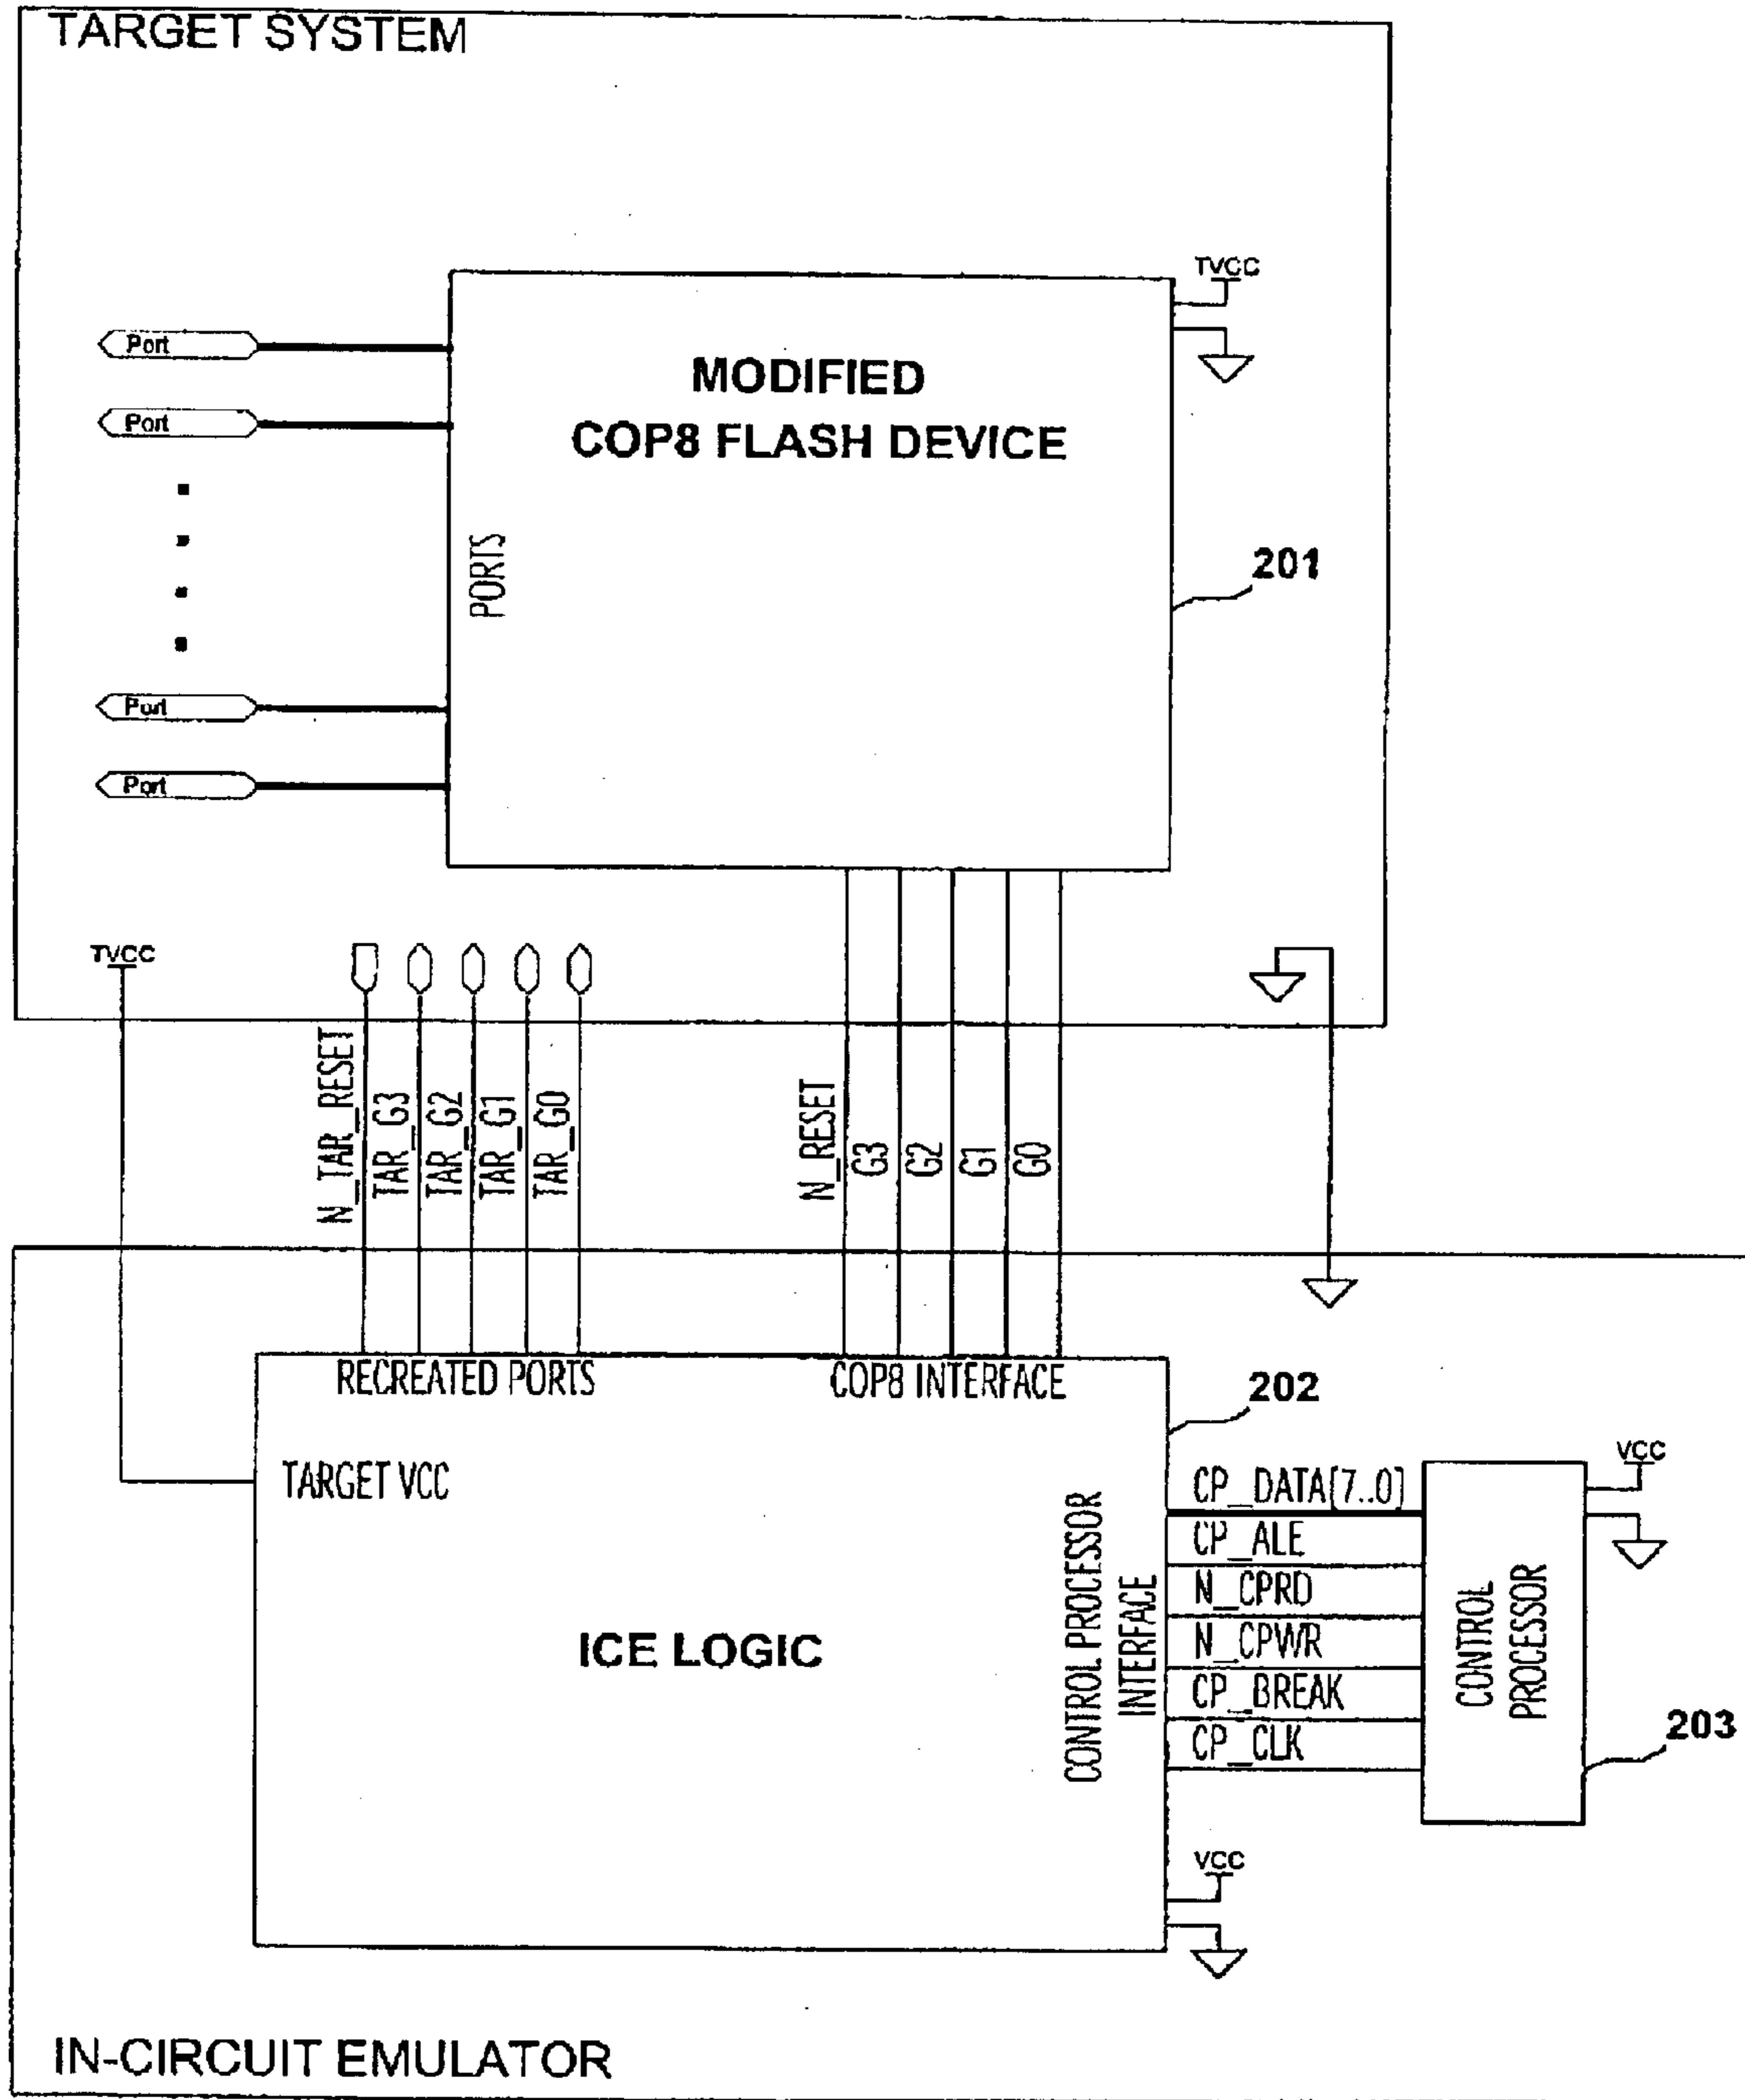 TARGET SYSTEM
TVCC
Port
MODIFIED
COP8 FLASH DEVICE
Port
PORTS
201
Port
Port
TVCC
N_TAR_RESET
TAR_G3
TAR_G2
TAR_G1
TAR_G0
N_RESET
G3
G2
G1
G0
RECREATED PORTS
COP8 INTERFACE
202
TARGET VCC
CONTROL PROCESSOR
INTERFACE
CP_DATA[7..0]
CP_ALE
N_CPRD
N_CPWR
CP_BREAK
CP_CLK
VCC
CONTROL
PROCESSOR
203
ICE LOGIC
VCC
IN-CIRCUIT EMULATOR